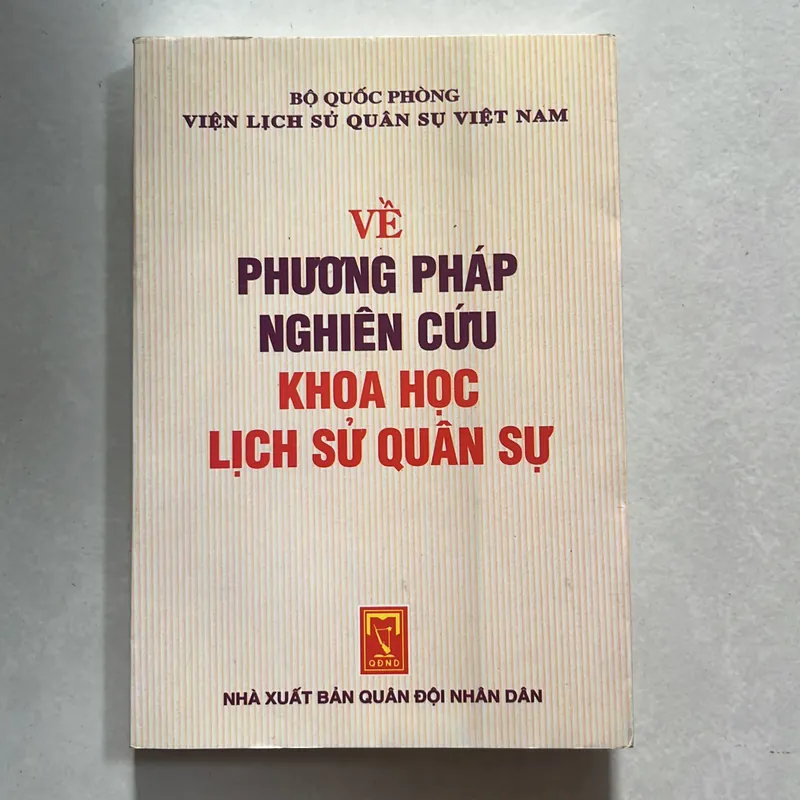 BỘ QUỐC PHÒNG
VIỆN LỊCH SỬ QUÂN SỰ VIỆT NAM
VỀ
PHƯƠNG PHÁP
NGHIÊN CỨU
KHOA HỌC
LỊCH SỬ QUÂN SỰ
QĐND
NHÀ XUẤT BẢN QUÂN ĐỘI NHÂN DÂN